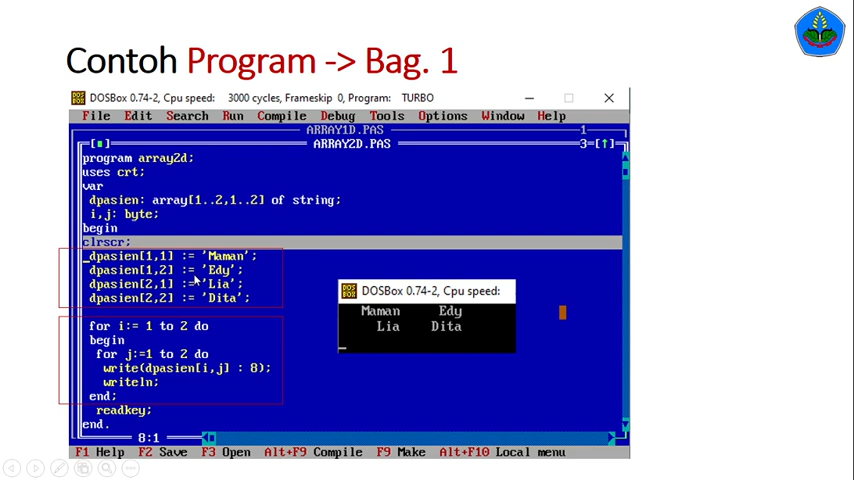 Contoh Program -> Bag. 1
DOSBox 0.74-2, Cpu speed: 3000 cycles, Frameskip 0, Program: TURBO
File Edit Search Run Compile Debug Tools Options Window Help
ARRAY1D.PAS 1
[■] ARRAY2D.PAS 3=[↑]
program array2d;
uses crt;
var
dpasien: array[1..2,1..2] of string;
i,j: byte;
begin
clrscr;
dpasien[1,1] := 'Maman';
dpasien[1,2] := 'Edy';
dpasien[2,1] := 'Lia';
dpasien[2,2] := 'Dita';
for i:= 1 to 2 do
begin
for j:=1 to 2 do
write(dpasien[i,j] : 8);
writeln;
end;
readkey;
end.
8:1
DOSBox 0.74-2, Cpu speed:
Maman Edy
Lia Dita
F1 Help F2 Save F3 Open Alt+F9 Compile F9 Make Alt+F10 Local menu